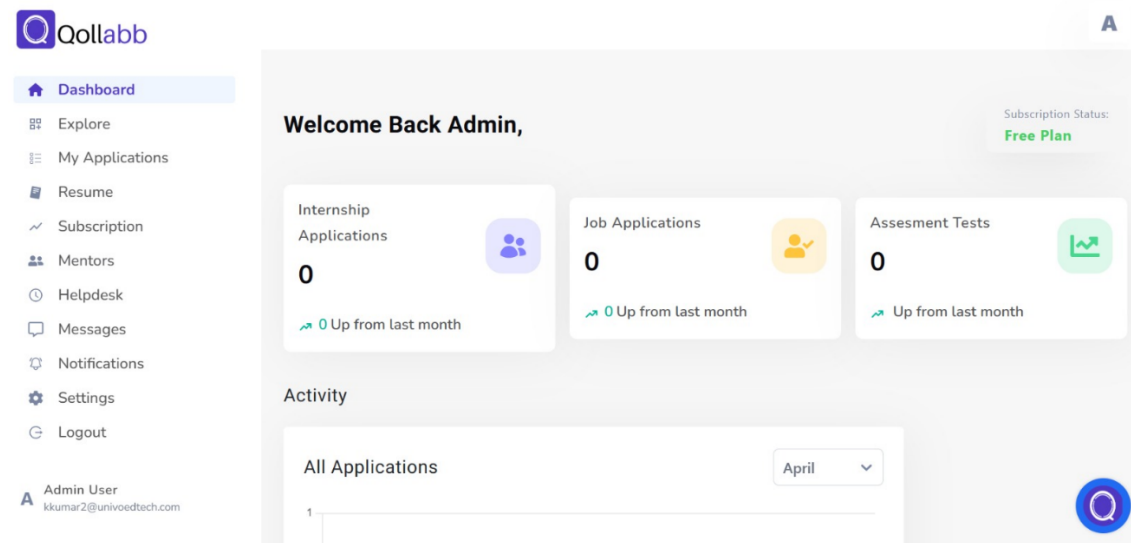 Qollabb
A
Dashboard
Explore
My Applications
Resume
Subscription
Mentors
Helpdesk
Messages
Notifications
Settings
Logout
A
Admin User
kkumar2@univoedtech.com
Welcome Back Admin,
Subscription Status:
Free Plan
Internship
Applications
0
0 Up from last month
Job Applications
0
0 Up from last month
Assesment Tests
0
Up from last month
Activity
All Applications
April
1